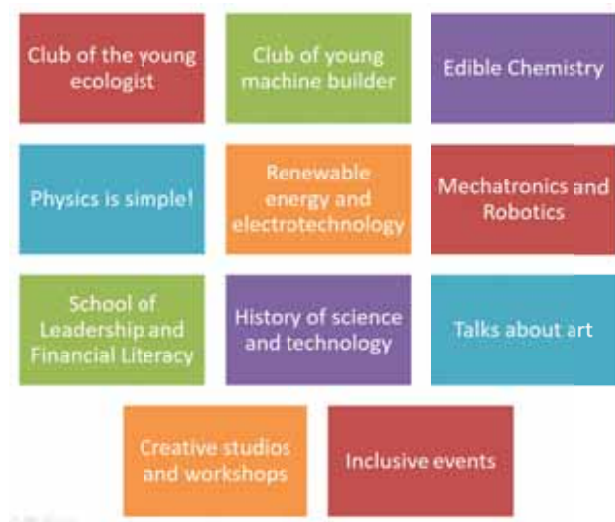 Club of the young
ecologist
Club of young
machine builder
Edible Chemistry
Physics is simple!
Renewable
energy and
electrotechnology
Mechatronics and
Robotics
School of
Leadership and
Financial Literacy
History of science
and technology
Talks about art
Creative studios
and workshops
Inclusive events